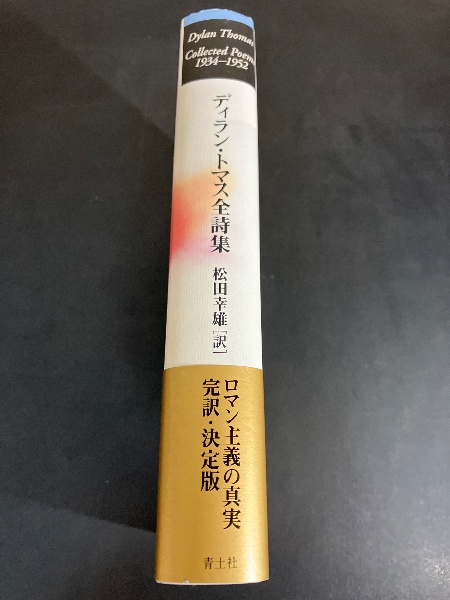 Dylan Thomas
Collected Poems
1934–1952
ディラン・トマス全詩集
松田幸雄[訳]
ロマン主義の真実
完訳・決定版
青土社